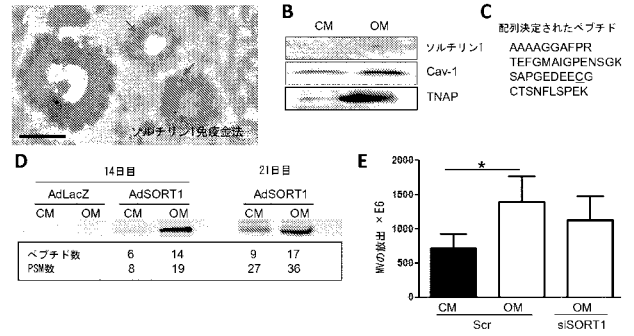 A
ソルチリン1免疫金法
B
CM OM
ソルチリン1
Cav-1
TNAP
C
配列決定されたペプチド
AAAAGGAFPR
TEFGMAIGPENSGK
SAPGEDEECG
CTSNFLSPEK
D
14日目 21日目
AdLacZ AdSORT1 AdSORT1
CM OM CM OM CM OM
ペプチド数 6 14 9 17
PSM数 8 19 27 36
E
MVの放出 ×E6
2000
1500
1000
500
0
*
CM OM OM
Scr siSORT1